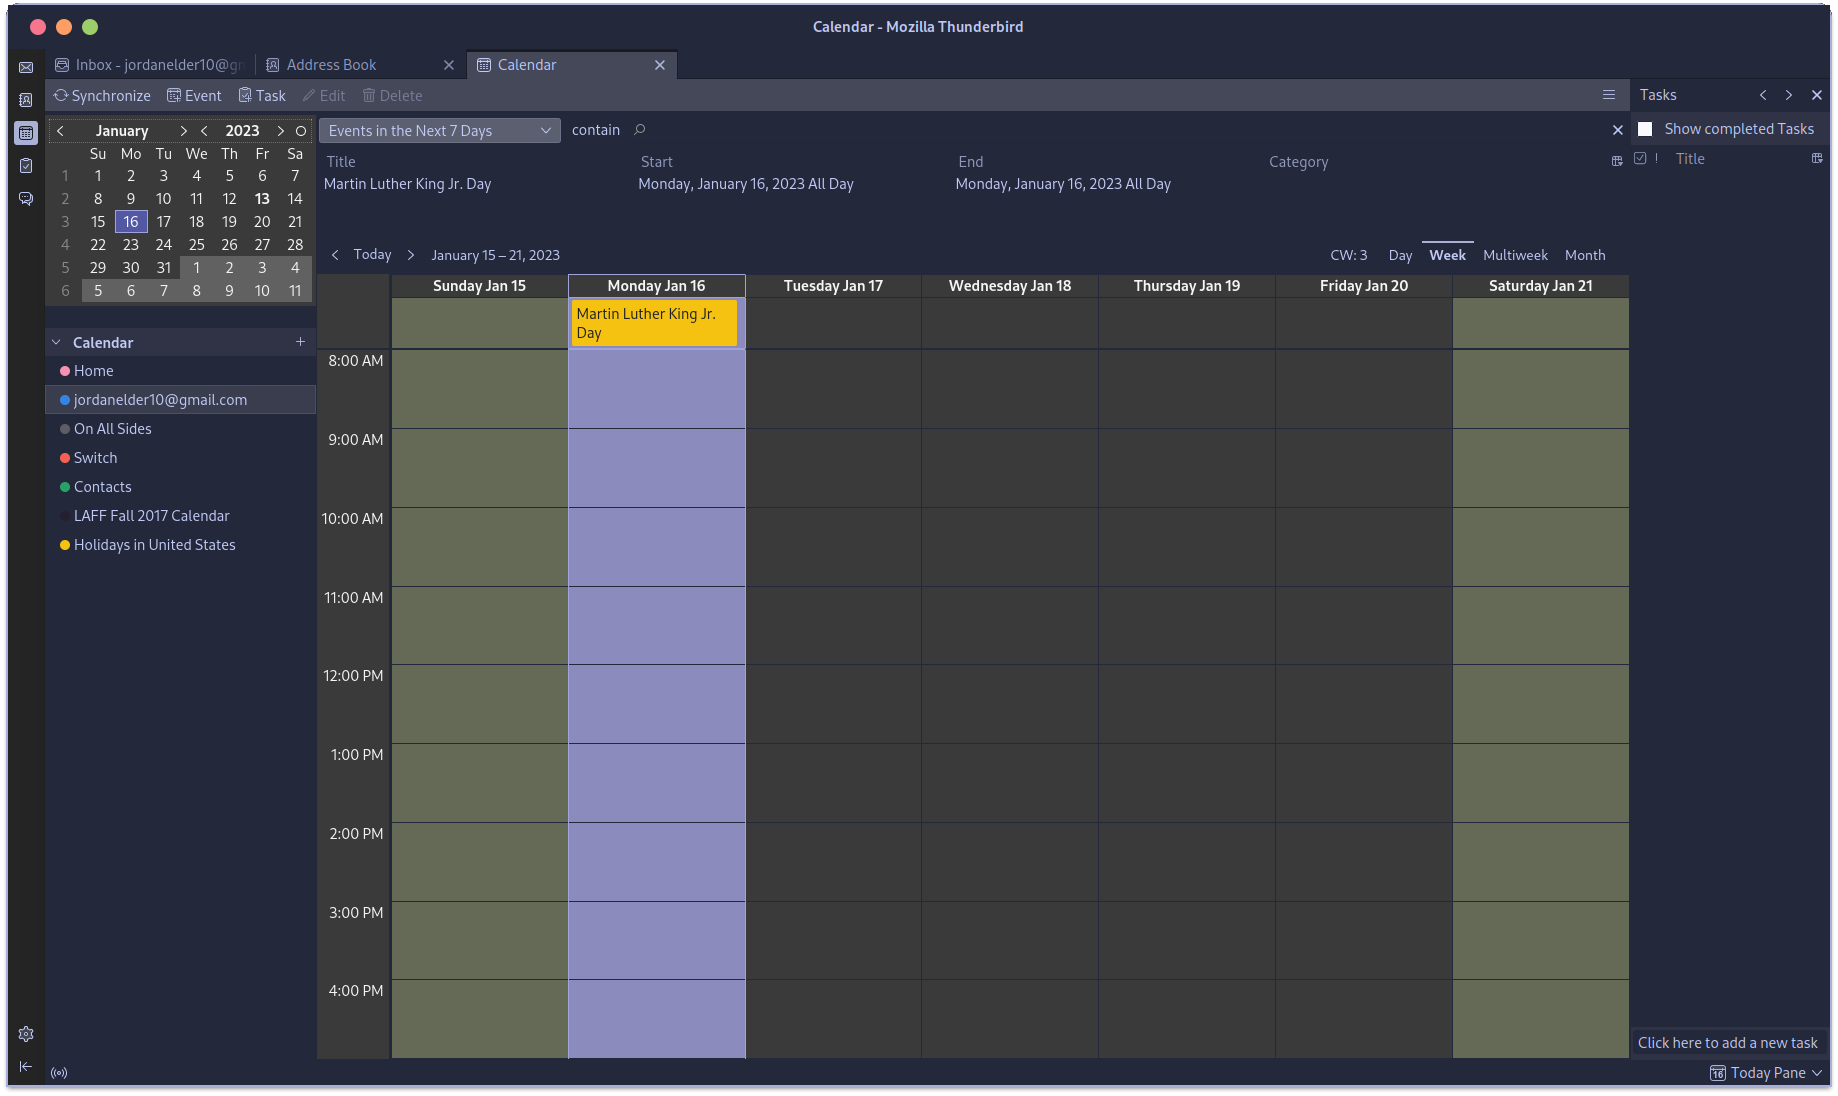 Calendar - Mozilla Thunderbird
Inbox - jordanelder10@gm
Address Book
Calendar
Synchronize Event Task Edit Delete
January 2023
Su Mo Tu We Th Fr Sa
1 1 2 3 4 5 6 7
2 8 9 10 11 12 13 14
3 15 16 17 18 19 20 21
4 22 23 24 25 26 27 28
5 29 30 31 1 2 3 4
6 5 6 7 8 9 10 11
Calendar
Home
jordanelder10@gmail.com
On All Sides
Switch
Contacts
LAFF Fall 2017 Calendar
Holidays in United States
Events in the Next 7 Days contain
Title Start End Category
Martin Luther King Jr. Day Monday, January 16, 2023 All Day Monday, January 16, 2023 All Day
Today January 15 – 21, 2023 CW: 3 Day Week Multiweek Month
Sunday Jan 15 Monday Jan 16 Tuesday Jan 17 Wednesday Jan 18 Thursday Jan 19 Friday Jan 20 Saturday Jan 21
Martin Luther King Jr.
Day
8:00 AM
9:00 AM
10:00 AM
11:00 AM
12:00 PM
1:00 PM
2:00 PM
3:00 PM
4:00 PM
Tasks
Show completed Tasks
! Title
Click here to add a new task
16 Today Pane